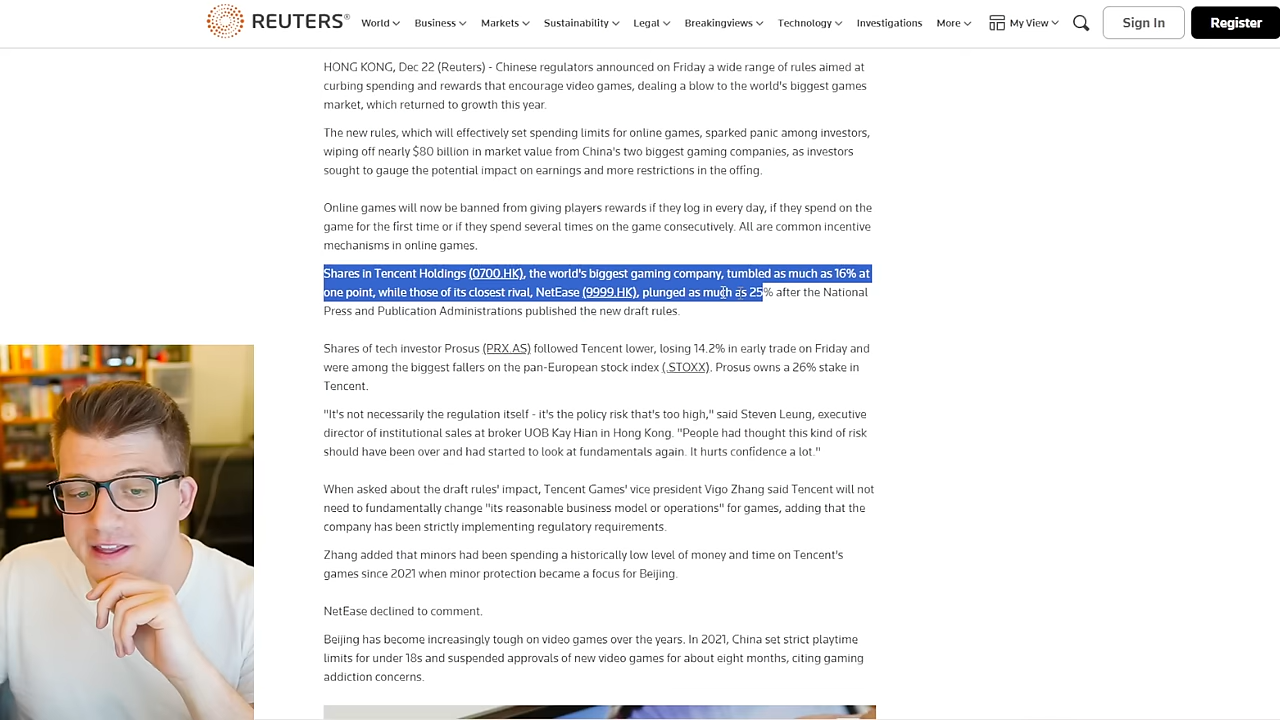 REUTERS®
World Business Markets Sustainability Legal Breakingviews Technology Investigations More My View Sign In Register
HONG KONG, Dec 22 (Reuters) - Chinese regulators announced on Friday a wide range of rules aimed at
curbing spending and rewards that encourage video games, dealing a blow to the world's biggest games
market, which returned to growth this year.
The new rules, which will effectively set spending limits for online games, sparked panic among investors,
wiping off nearly $80 billion in market value from China's two biggest gaming companies, as investors
sought to gauge the potential impact on earnings and more restrictions in the offing.
Online games will now be banned from giving players rewards if they log in every day, if they spend on the
game for the first time or if they spend several times on the game consecutively. All are common incentive
mechanisms in online games.
Shares in Tencent Holdings (0700.HK), the world's biggest gaming company, tumbled as much as 16% at
one point, while those of its closest rival, NetEase (9999.HK), plunged as much as 25% after the National
Press and Publication Administrations published the new draft rules.
Shares of tech investor Prosus (PRX.AS) followed Tencent lower, losing 14.2% in early trade on Friday and
were among the biggest fallers on the pan-European stock index (.STOXX). Prosus owns a 26% stake in
Tencent.
"It's not necessarily the regulation itself - it's the policy risk that's too high," said Steven Leung, executive
director of institutional sales at broker UOB Kay Hian in Hong Kong. "People had thought this kind of risk
should have been over and had started to look at fundamentals again. It hurts confidence a lot."
When asked about the draft rules' impact, Tencent Games' vice president Vigo Zhang said Tencent will not
need to fundamentally change "its reasonable business model or operations" for games, adding that the
company has been strictly implementing regulatory requirements.
Zhang added that minors had been spending a historically low level of money and time on Tencent's
games since 2021 when minor protection became a focus for Beijing.
NetEase declined to comment.
Beijing has become increasingly tough on video games over the years. In 2021, China set strict playtime
limits for under 18s and suspended approvals of new video games for about eight months, citing gaming
addiction concerns.